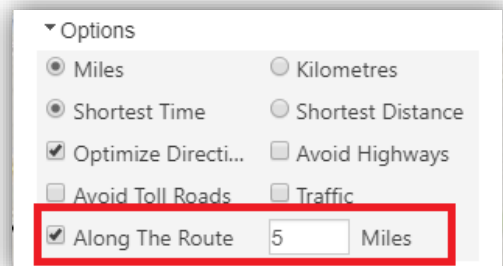 Options
Miles Kilometres
Shortest Time Shortest Distance
Optimize Directi... Avoid Highways
Avoid Toll Roads Traffic
Along The Route 5 Miles